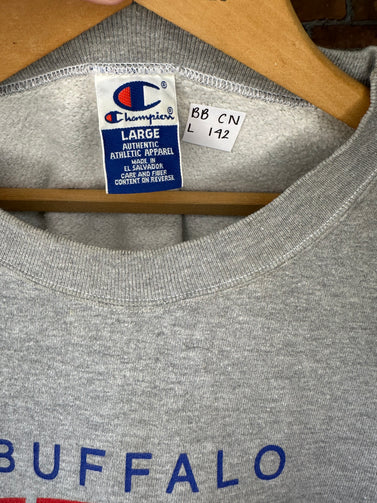 Champion
LARGE
AUTHENTIC
ATHLETIC APPAREL
MADE IN
EL SALVADOR
CARE AND FIBER
CONTENT ON REVERSE
BB CN
L 142
BUFFALO